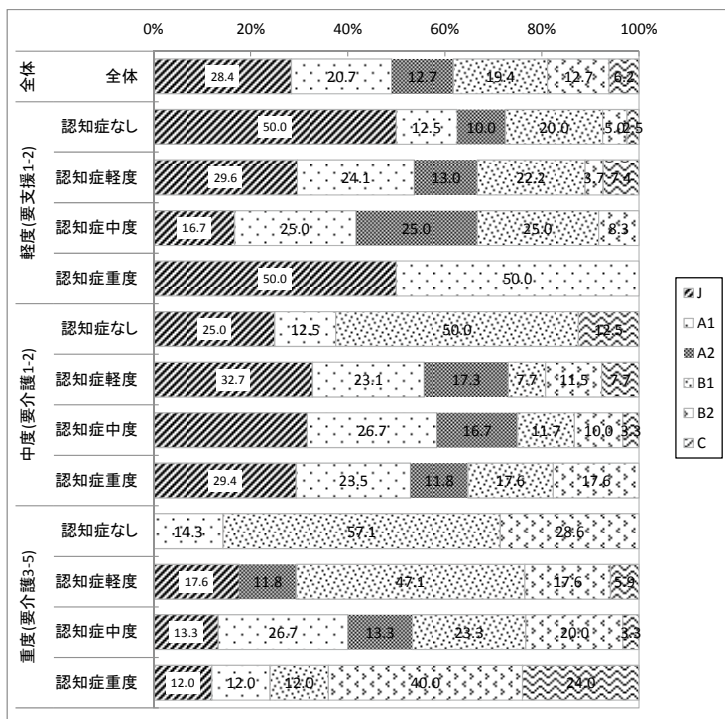 0% 20% 40% 60% 80% 100%
全体
全体 28.4 20.7 12.7 19.4 12.7 6.2
軽度(要支援1-2)
認知症なし 50.0 12.5 10.0 20.0 5.0 2.5
認知症軽度 29.6 24.1 13.0 22.2 3.7 7.4
認知症中度 16.7 25.0 25.0 25.0 8.3
認知症重度 50.0 50.0
中度(要介護1-2)
認知症なし 25.0 12.5 50.0 12.5
認知症軽度 32.7 23.1 17.3 7.7 11.5 7.7
認知症中度 26.7 16.7 11.7 10.0 3.3
認知症重度 29.4 23.5 11.8 17.6 17.6
重度(要介護3-5)
認知症なし 14.3 57.1 28.6
認知症軽度 17.6 11.8 47.1 17.6 5.9
認知症中度 13.3 26.7 13.3 23.3 20.0 3.3
認知症重度 12.0 12.0 12.0 40.0 24.0
J
A1
A2
B1
B2
C